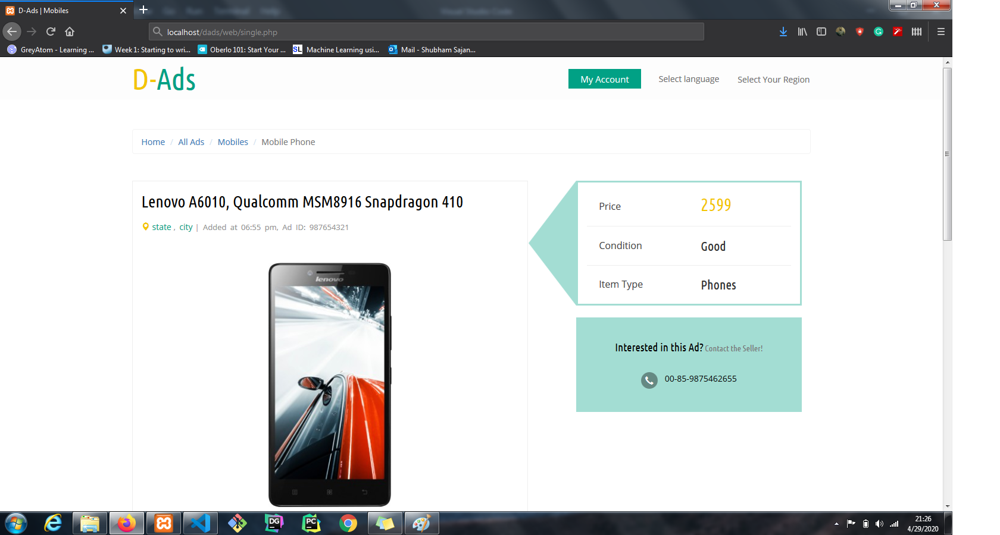 D-Ads | Mobiles
localhost/dads/web/single.php
GreyAtom - Learning ...
Week 1: Starting to wri...
Oberlo 101: Start Your ...
SL Machine Learning usi...
Mail - Shubham Sajan...
D-Ads
My Account
Select language
Select Your Region
Home / All Ads / Mobiles / Mobile Phone
Lenovo A6010, Qualcomm MSM8916 Snapdragon 410
state , city | Added at 06:55 pm, Ad ID: 987654321
lenovo
Price 2599
Condition Good
Item Type Phones
Interested in this Ad? Contact the Seller!
00-85-9875462655
DG
PC
21:26
4/29/2020